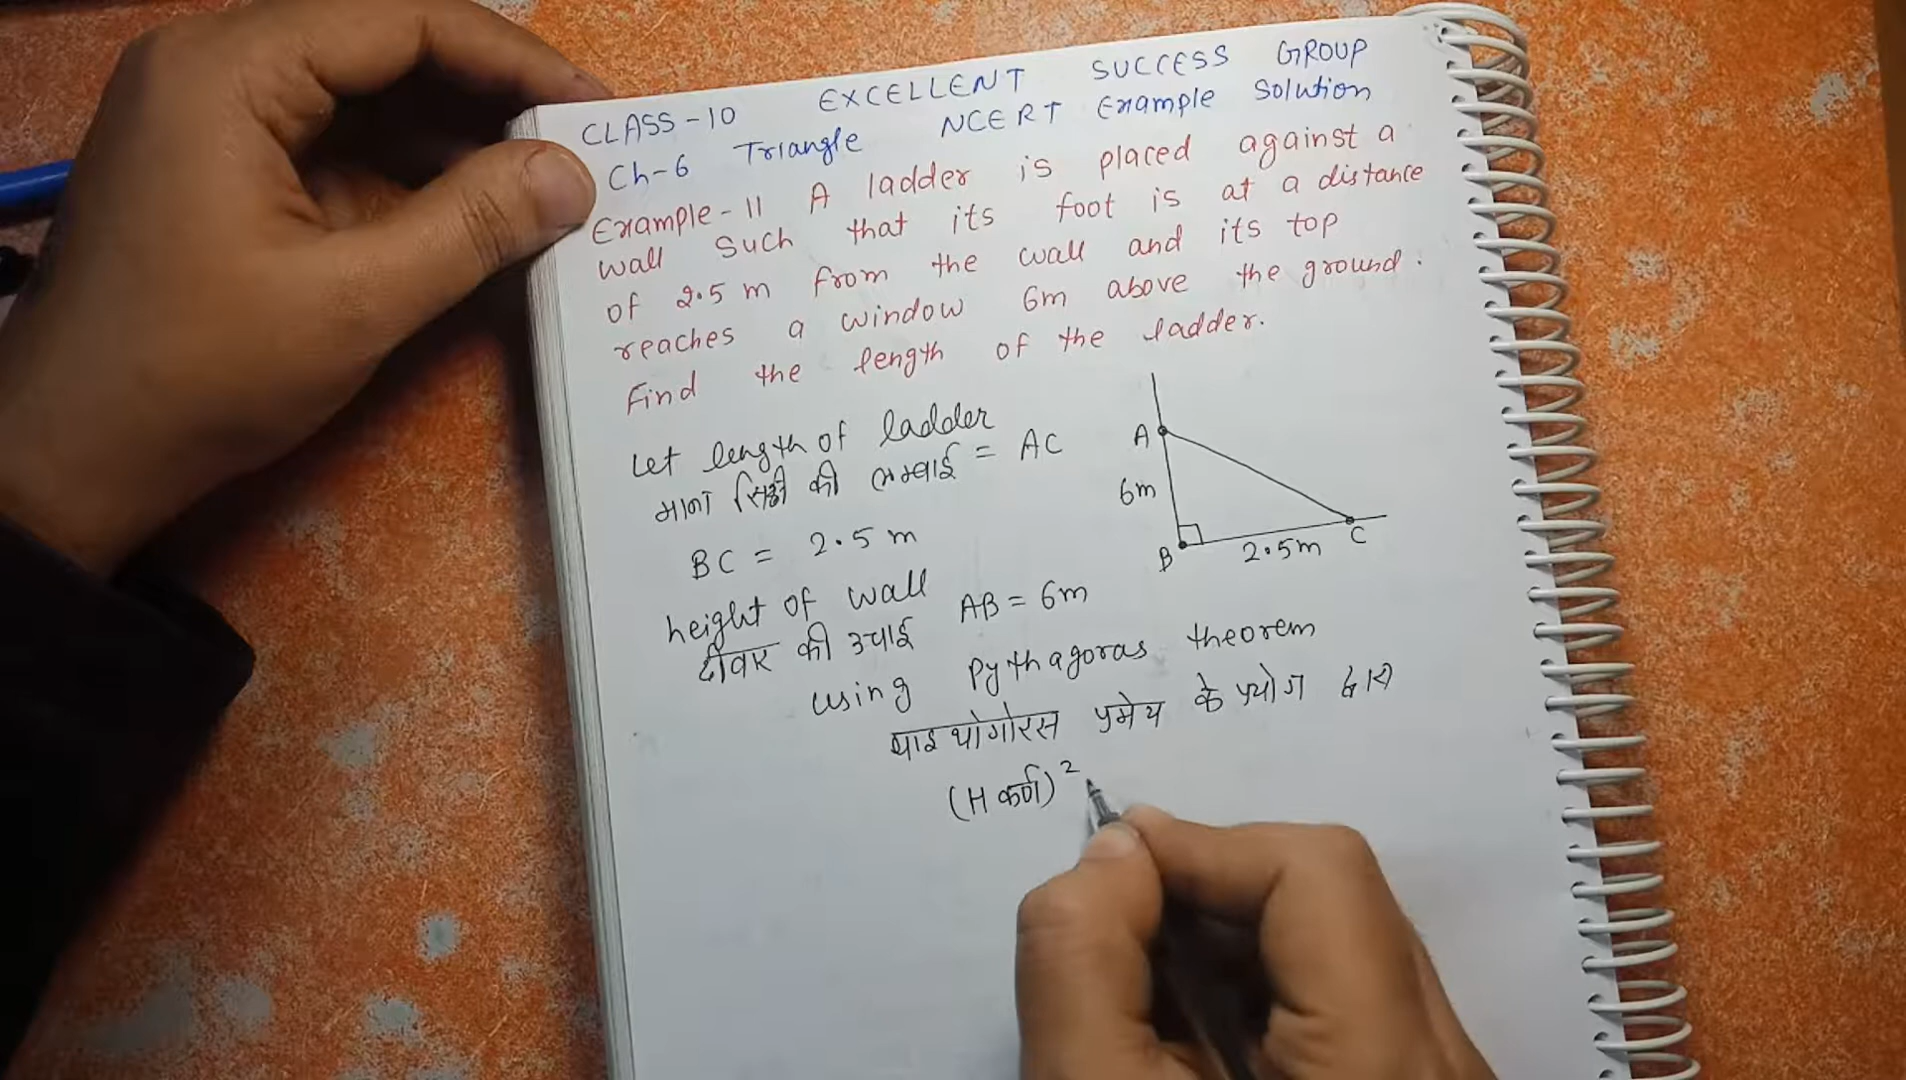 CLASS-10 EXCELLENT SUCCESS GROUP
Ch-6 Triangle NCERT Example Solution
Example-11 A ladder is placed against a
wall such that its foot is at a distance
of 2.5 m from the wall and its top
reaches a window 6m above the ground.
Find the length of the ladder.
Let length of ladder
माना सिढी की लम्बाई = AC
BC = 2.5 m
height of wall
दीवार की उचाई AB = 6m
using Pythagoras theorem
पाइथोगोरस प्रमेय के प्रयोग द्वारा
(H कर्ण)²
A
6m
B
2.5m
C